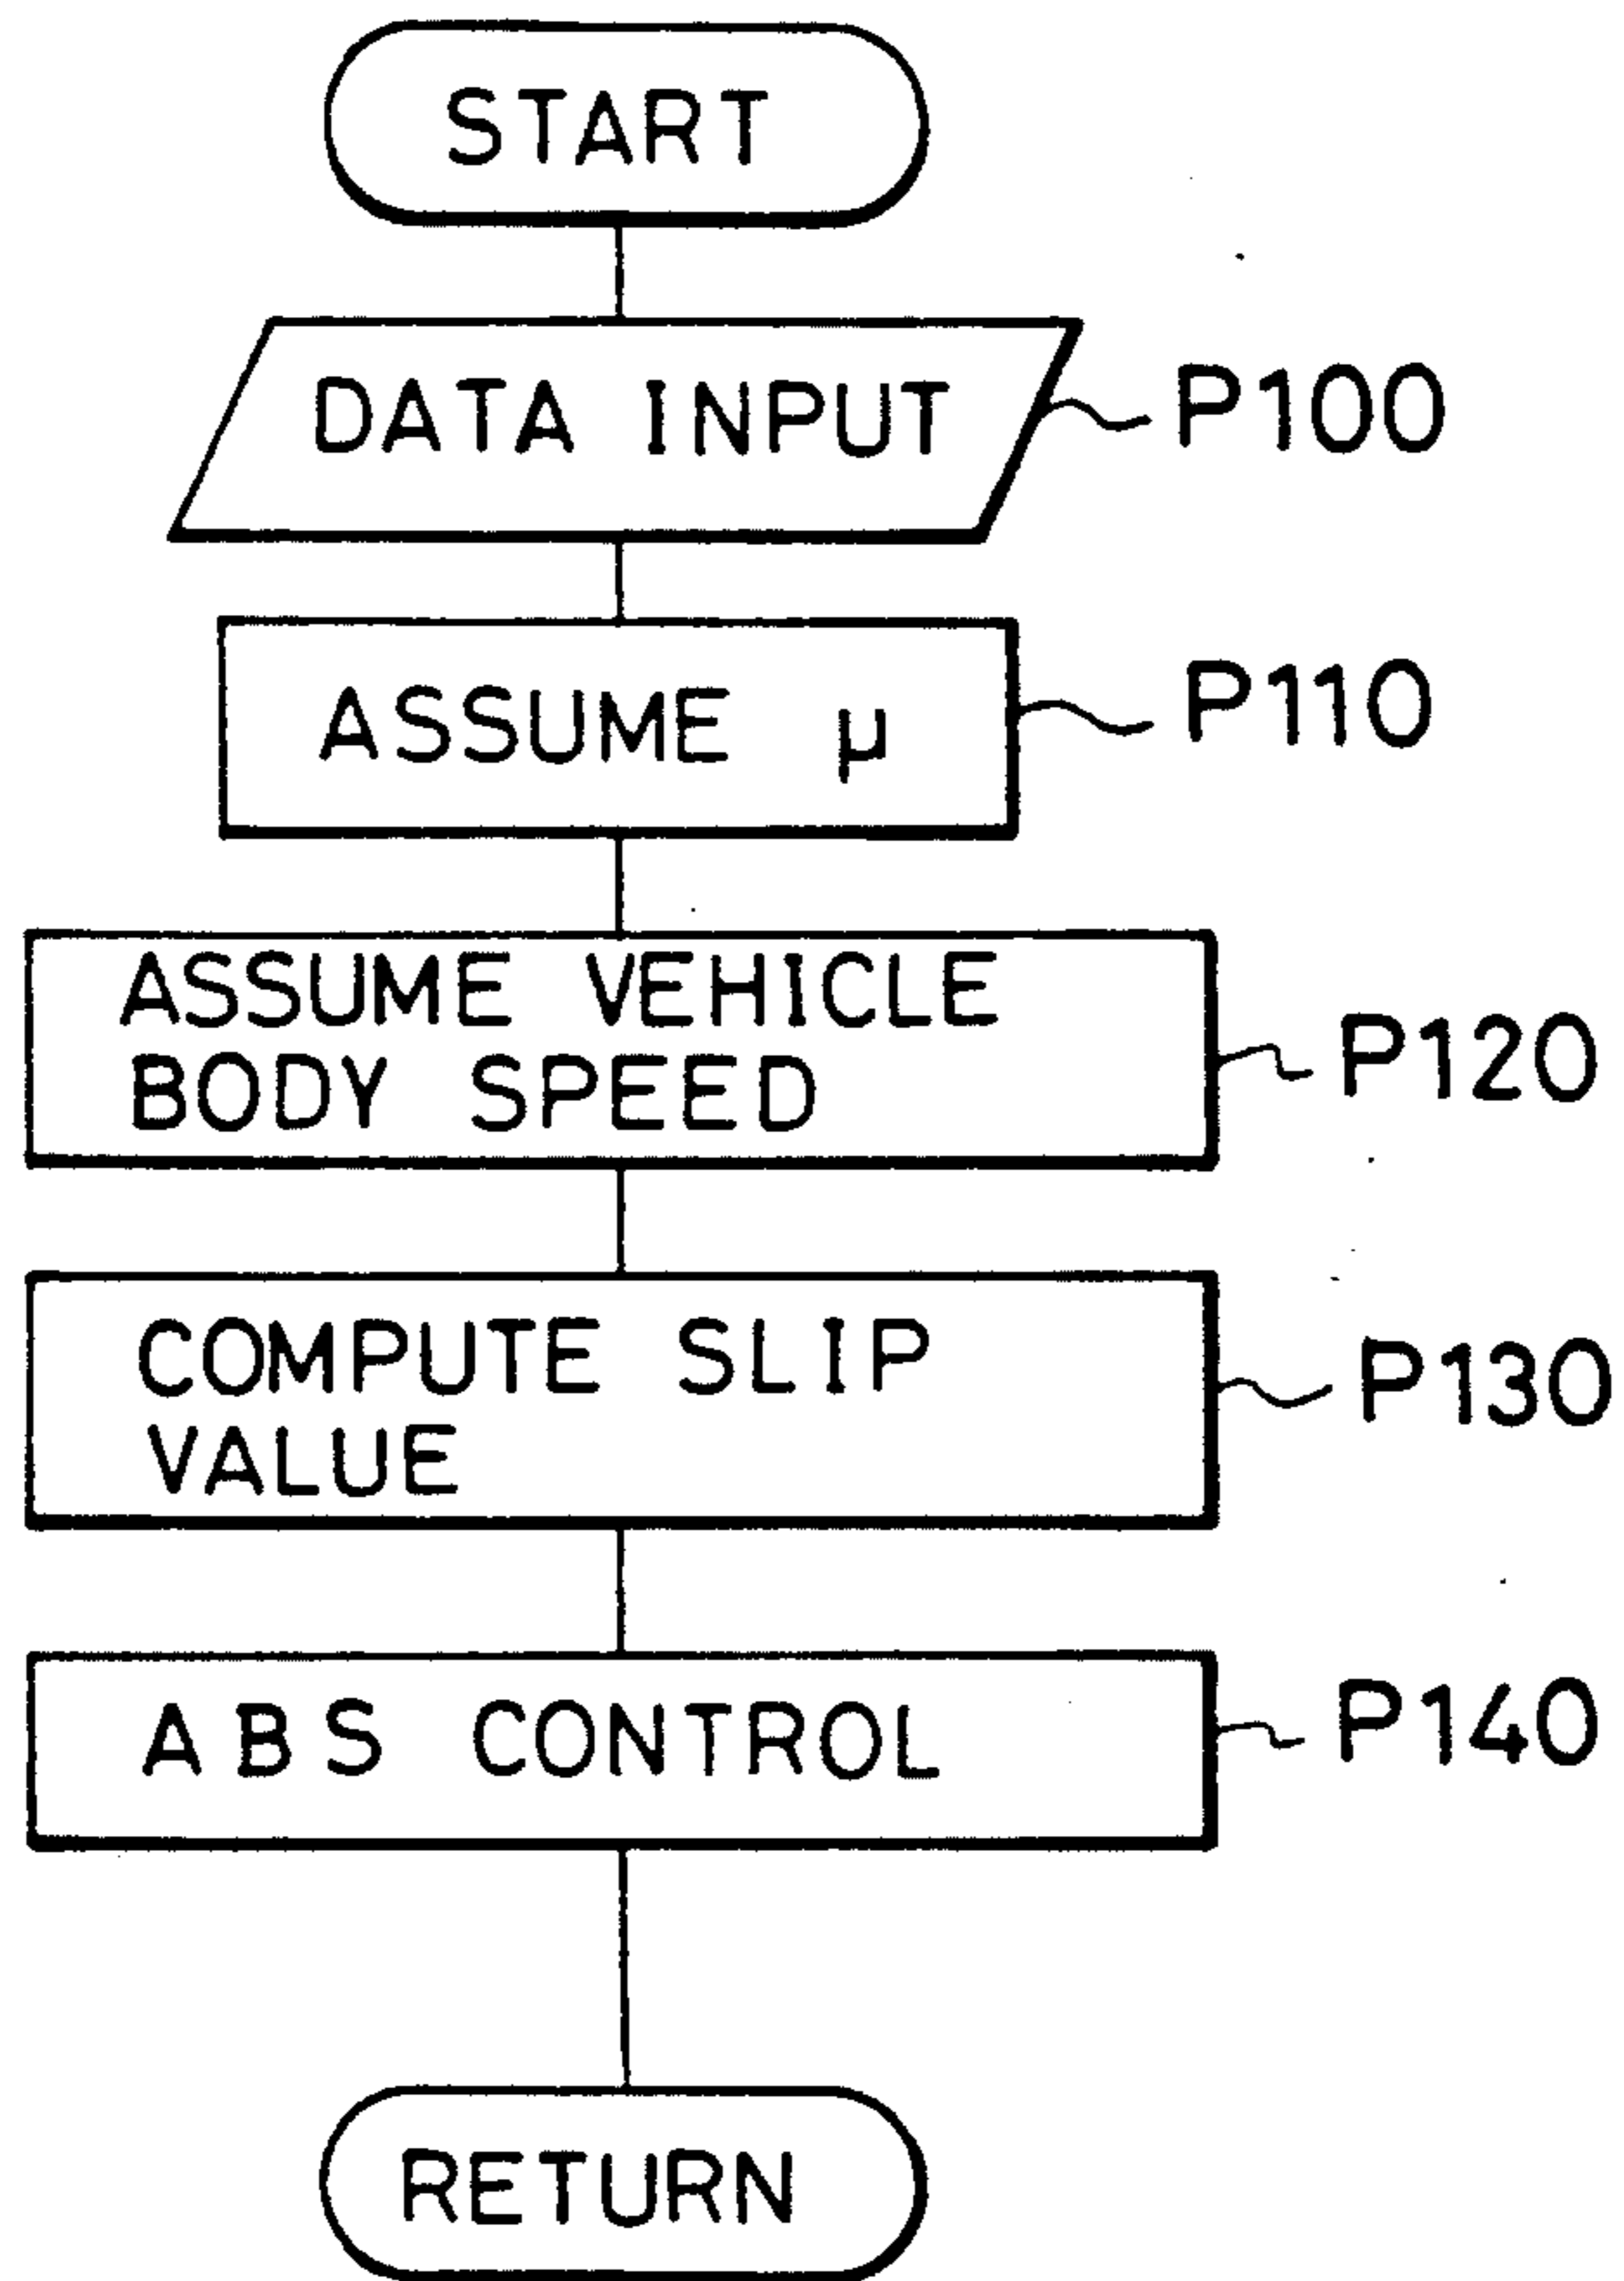 START
DATA INPUT
P100
ASSUME μ
P110
ASSUME VEHICLE
BODY SPEED
P120
COMPUTE SLIP
VALUE
P130
ABS CONTROL
P140
RETURN